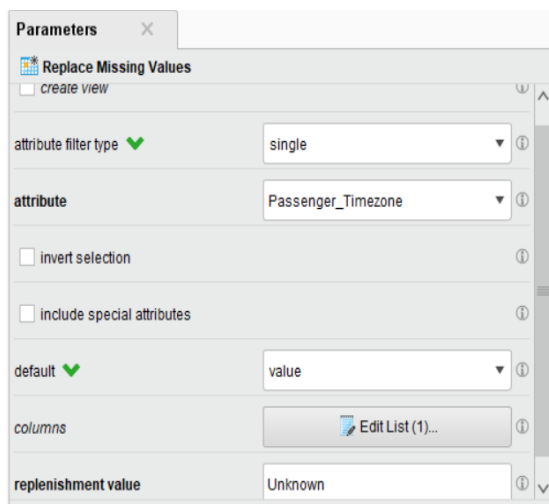 Parameters
Replace Missing Values
create view
attribute filter type single
attribute Passenger_Timezone
invert selection
include special attributes
default value
columns Edit List (1)...
replenishment value Unknown